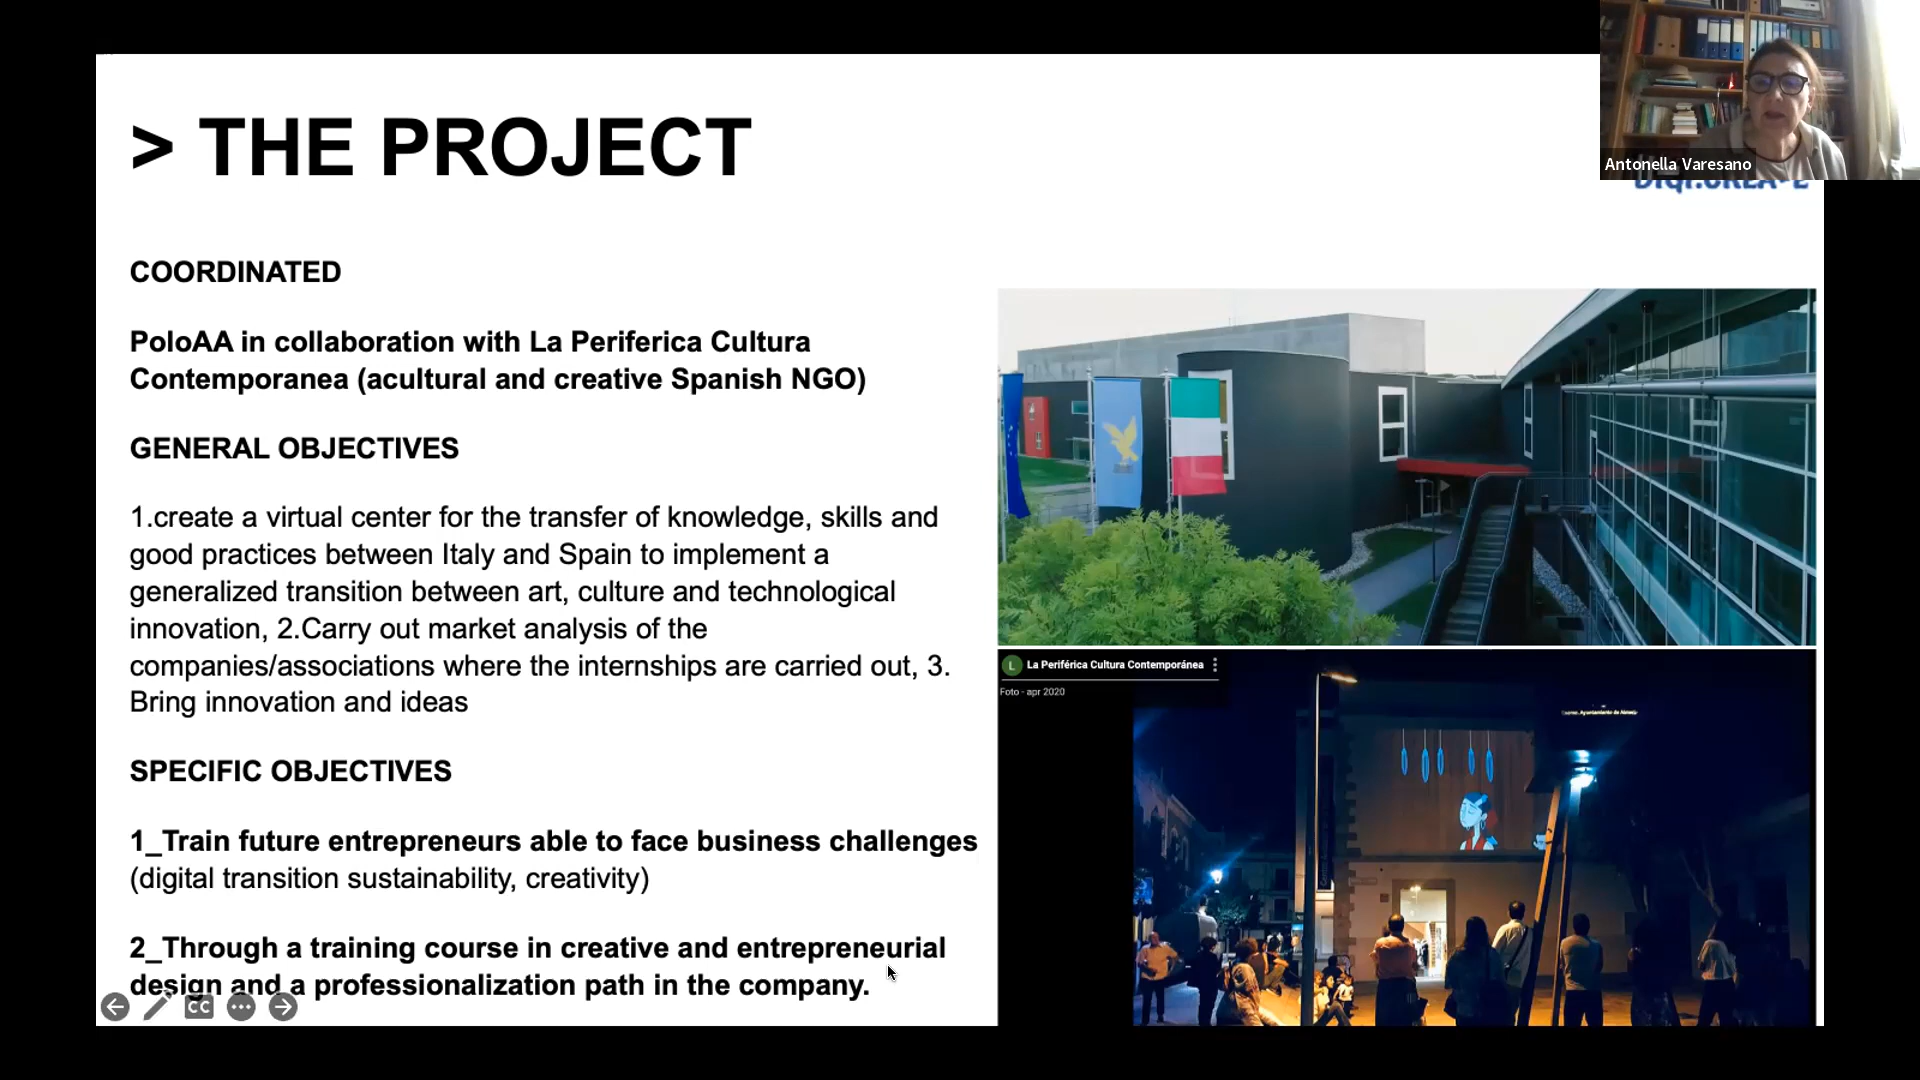 > THE PROJECT
Antonella Varesano
COORDINATED
PoloAA in collaboration with La Periferica Cultura
Contemporanea (acultural and creative Spanish NGO)
GENERAL OBJECTIVES
1.create a virtual center for the transfer of knowledge, skills and
good practices between Italy and Spain to implement a
generalized transition between art, culture and technological
innovation, 2.Carry out market analysis of the
companies/associations where the internships are carried out, 3.
Bring innovation and ideas
SPECIFIC OBJECTIVES
1_Train future entrepreneurs able to face business challenges
(digital transition sustainability, creativity)
2_Through a training course in creative and entrepreneurial
design and a professionalization path in the company.
CC
L La Periférica Cultura Contemporánea
Foto - apr 2020